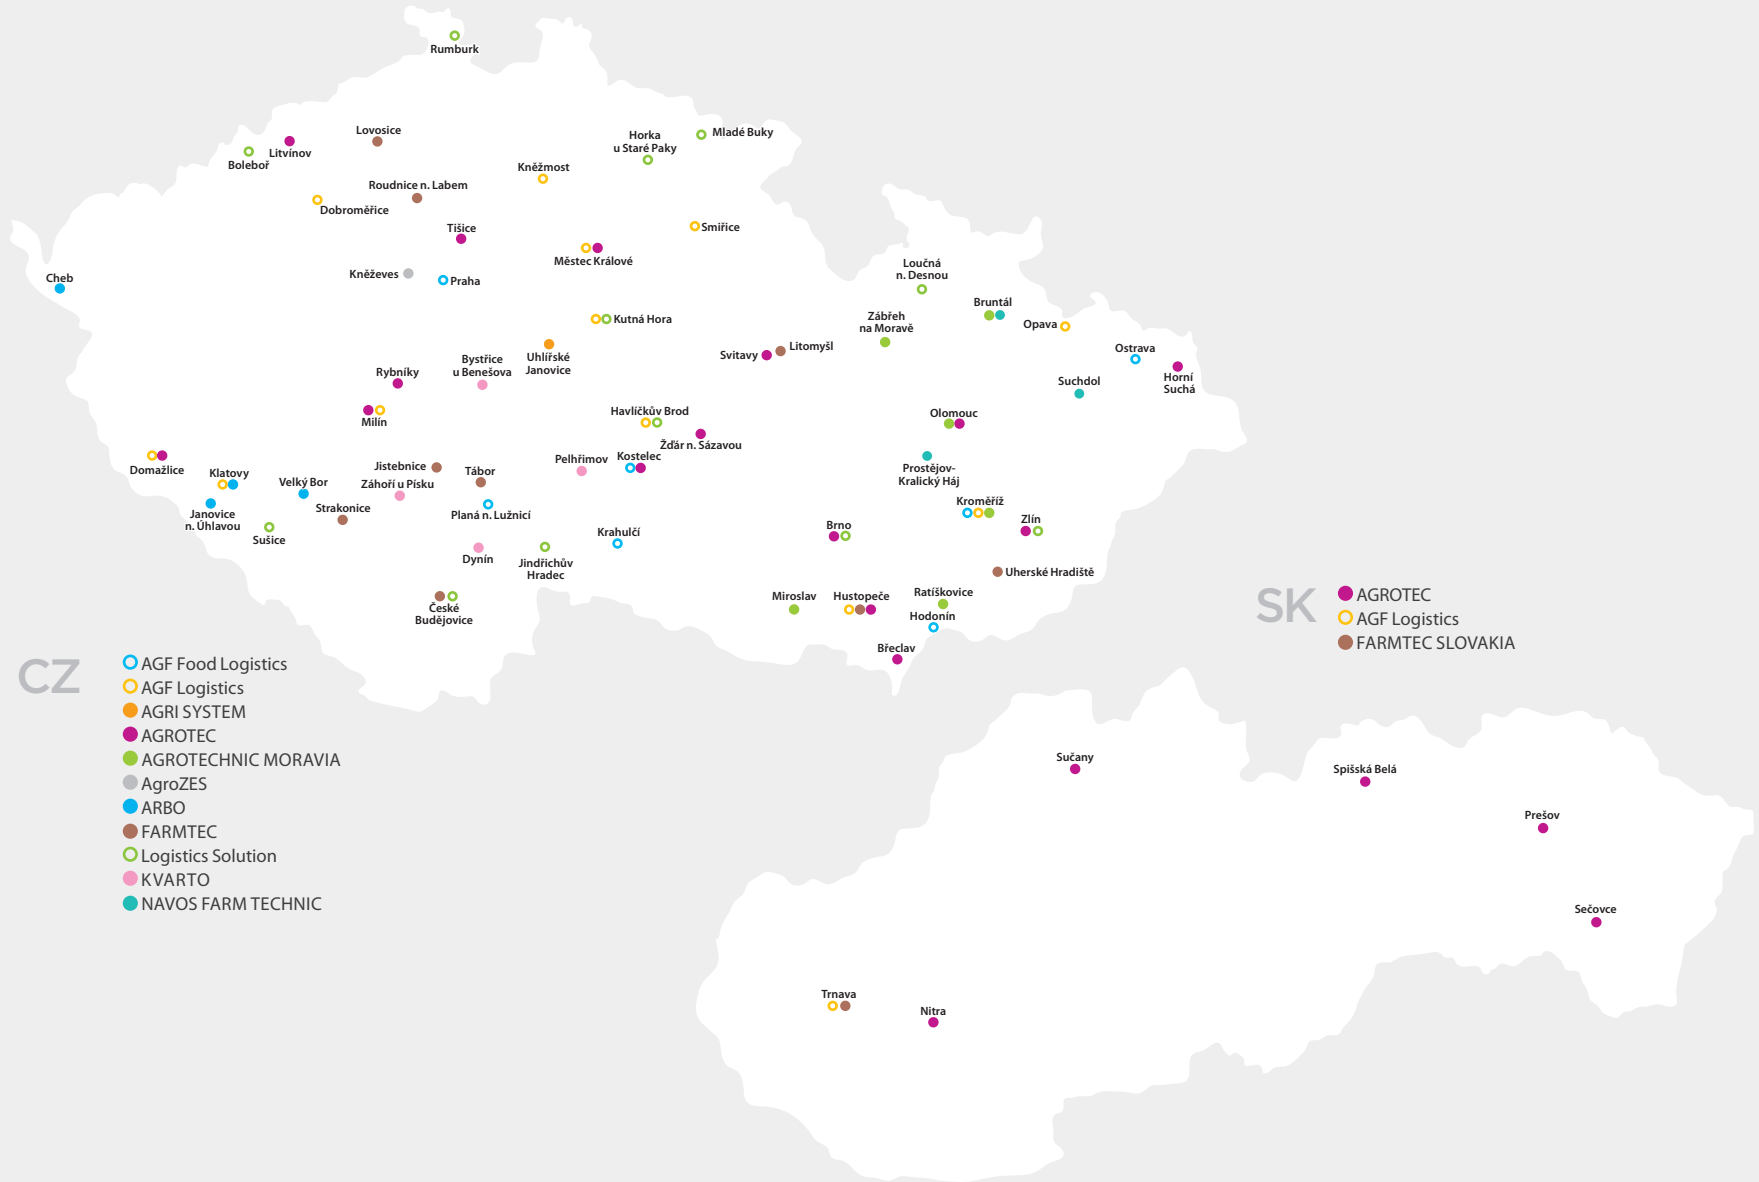 Rumburk
Lovosice
Litvínov
Boleboř
Horka
u Staré Paky
Mladé Buky
Kněžmost
Roudnice n. Labem
Dobroměřice
Tišice
Smiřice
Městec Králové
Kněževes
Praha
Cheb
Loučná
n. Desnou
Bruntál
Opava
Zábřeh
na Moravě
Kutná Hora
Uhlířské
Janovice
Bystřice
u Benešova
Svitavy
Litomyšl
Ostrava
Horní
Suchá
Suchdol
Rybníky
Milín
Havlíčkův Brod
Žďár n. Sázavou
Olomouc
Domažlice
Klatovy
Velký Bor
Jistebnice
Záhoří u Písku
Tábor
Pelhřimov
Kostelec
Prostějov-
Kralický Háj
Janovice
n. Úhlavou
Sušice
Strakonice
Planá n. Lužnicí
Krahulčí
Kroměříž
Zlín
Brno
Dynín
Jindřichův
Hradec
Uherské Hradiště
České
Budějovice
Miroslav
Hustopeče
Ratíškovice
Hodonín
Břeclav
SK
AGROTEC
AGF Logistics
FARMTEC SLOVAKIA
CZ
AGF Food Logistics
AGF Logistics
AGRI SYSTEM
AGROTEC
AGROTECHNIC MORAVIA
AgroZES
ARBO
FARMTEC
Logistics Solution
KVARTO
NAVOS FARM TECHNIC
Sučany
Spišská Belá
Prešov
Sečovce
Trnava
Nitra